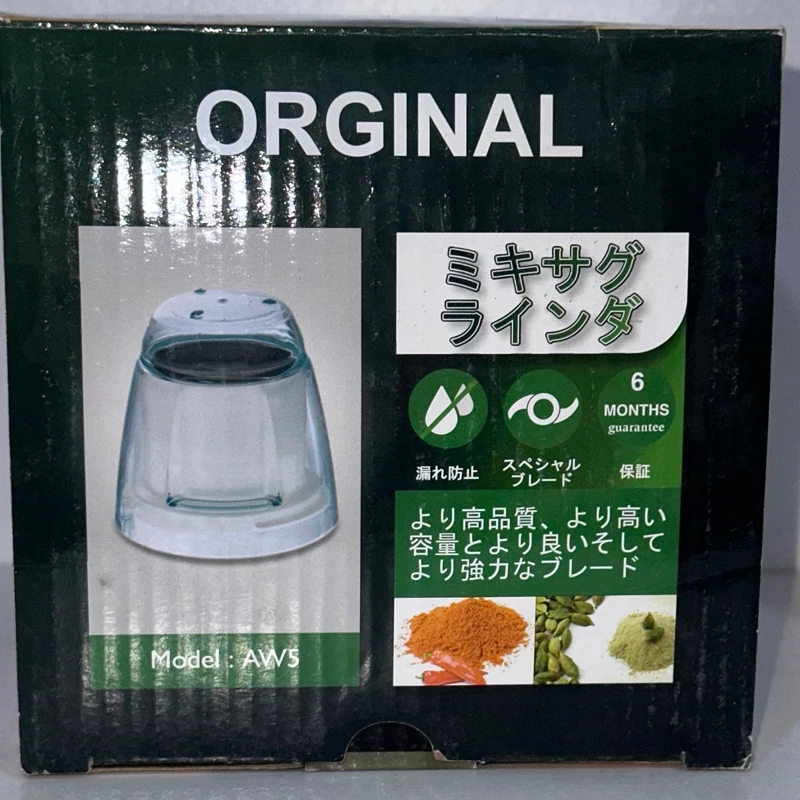 ORGINAL
ミキサグ
ラインダ
6
MONTHS
guarantee
漏れ防止
スペシャル
ブレード
保証
より高品質、より高い
容量とより良いそして
より強力なブレード
Model : AW5